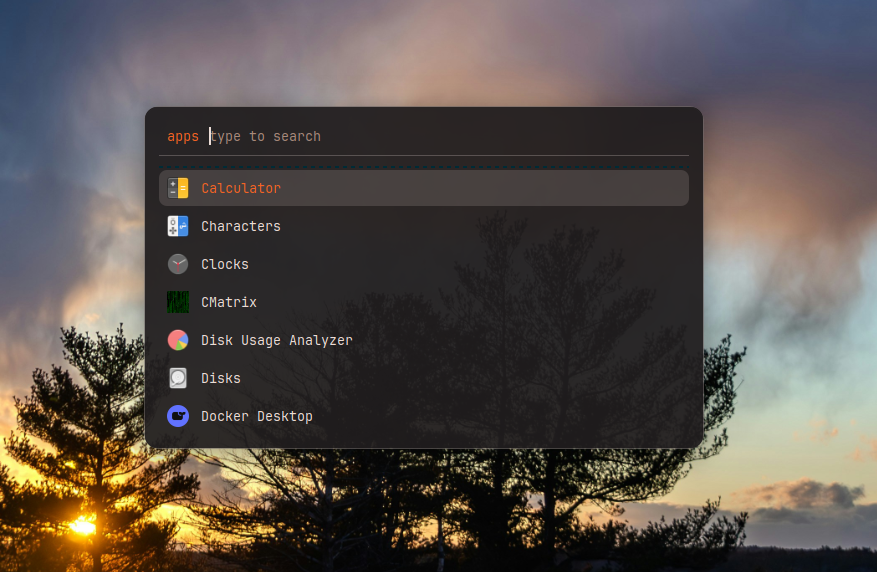 apps type to search
Calculator
Characters
Clocks
CMatrix
Disk Usage Analyzer
Disks
Docker Desktop